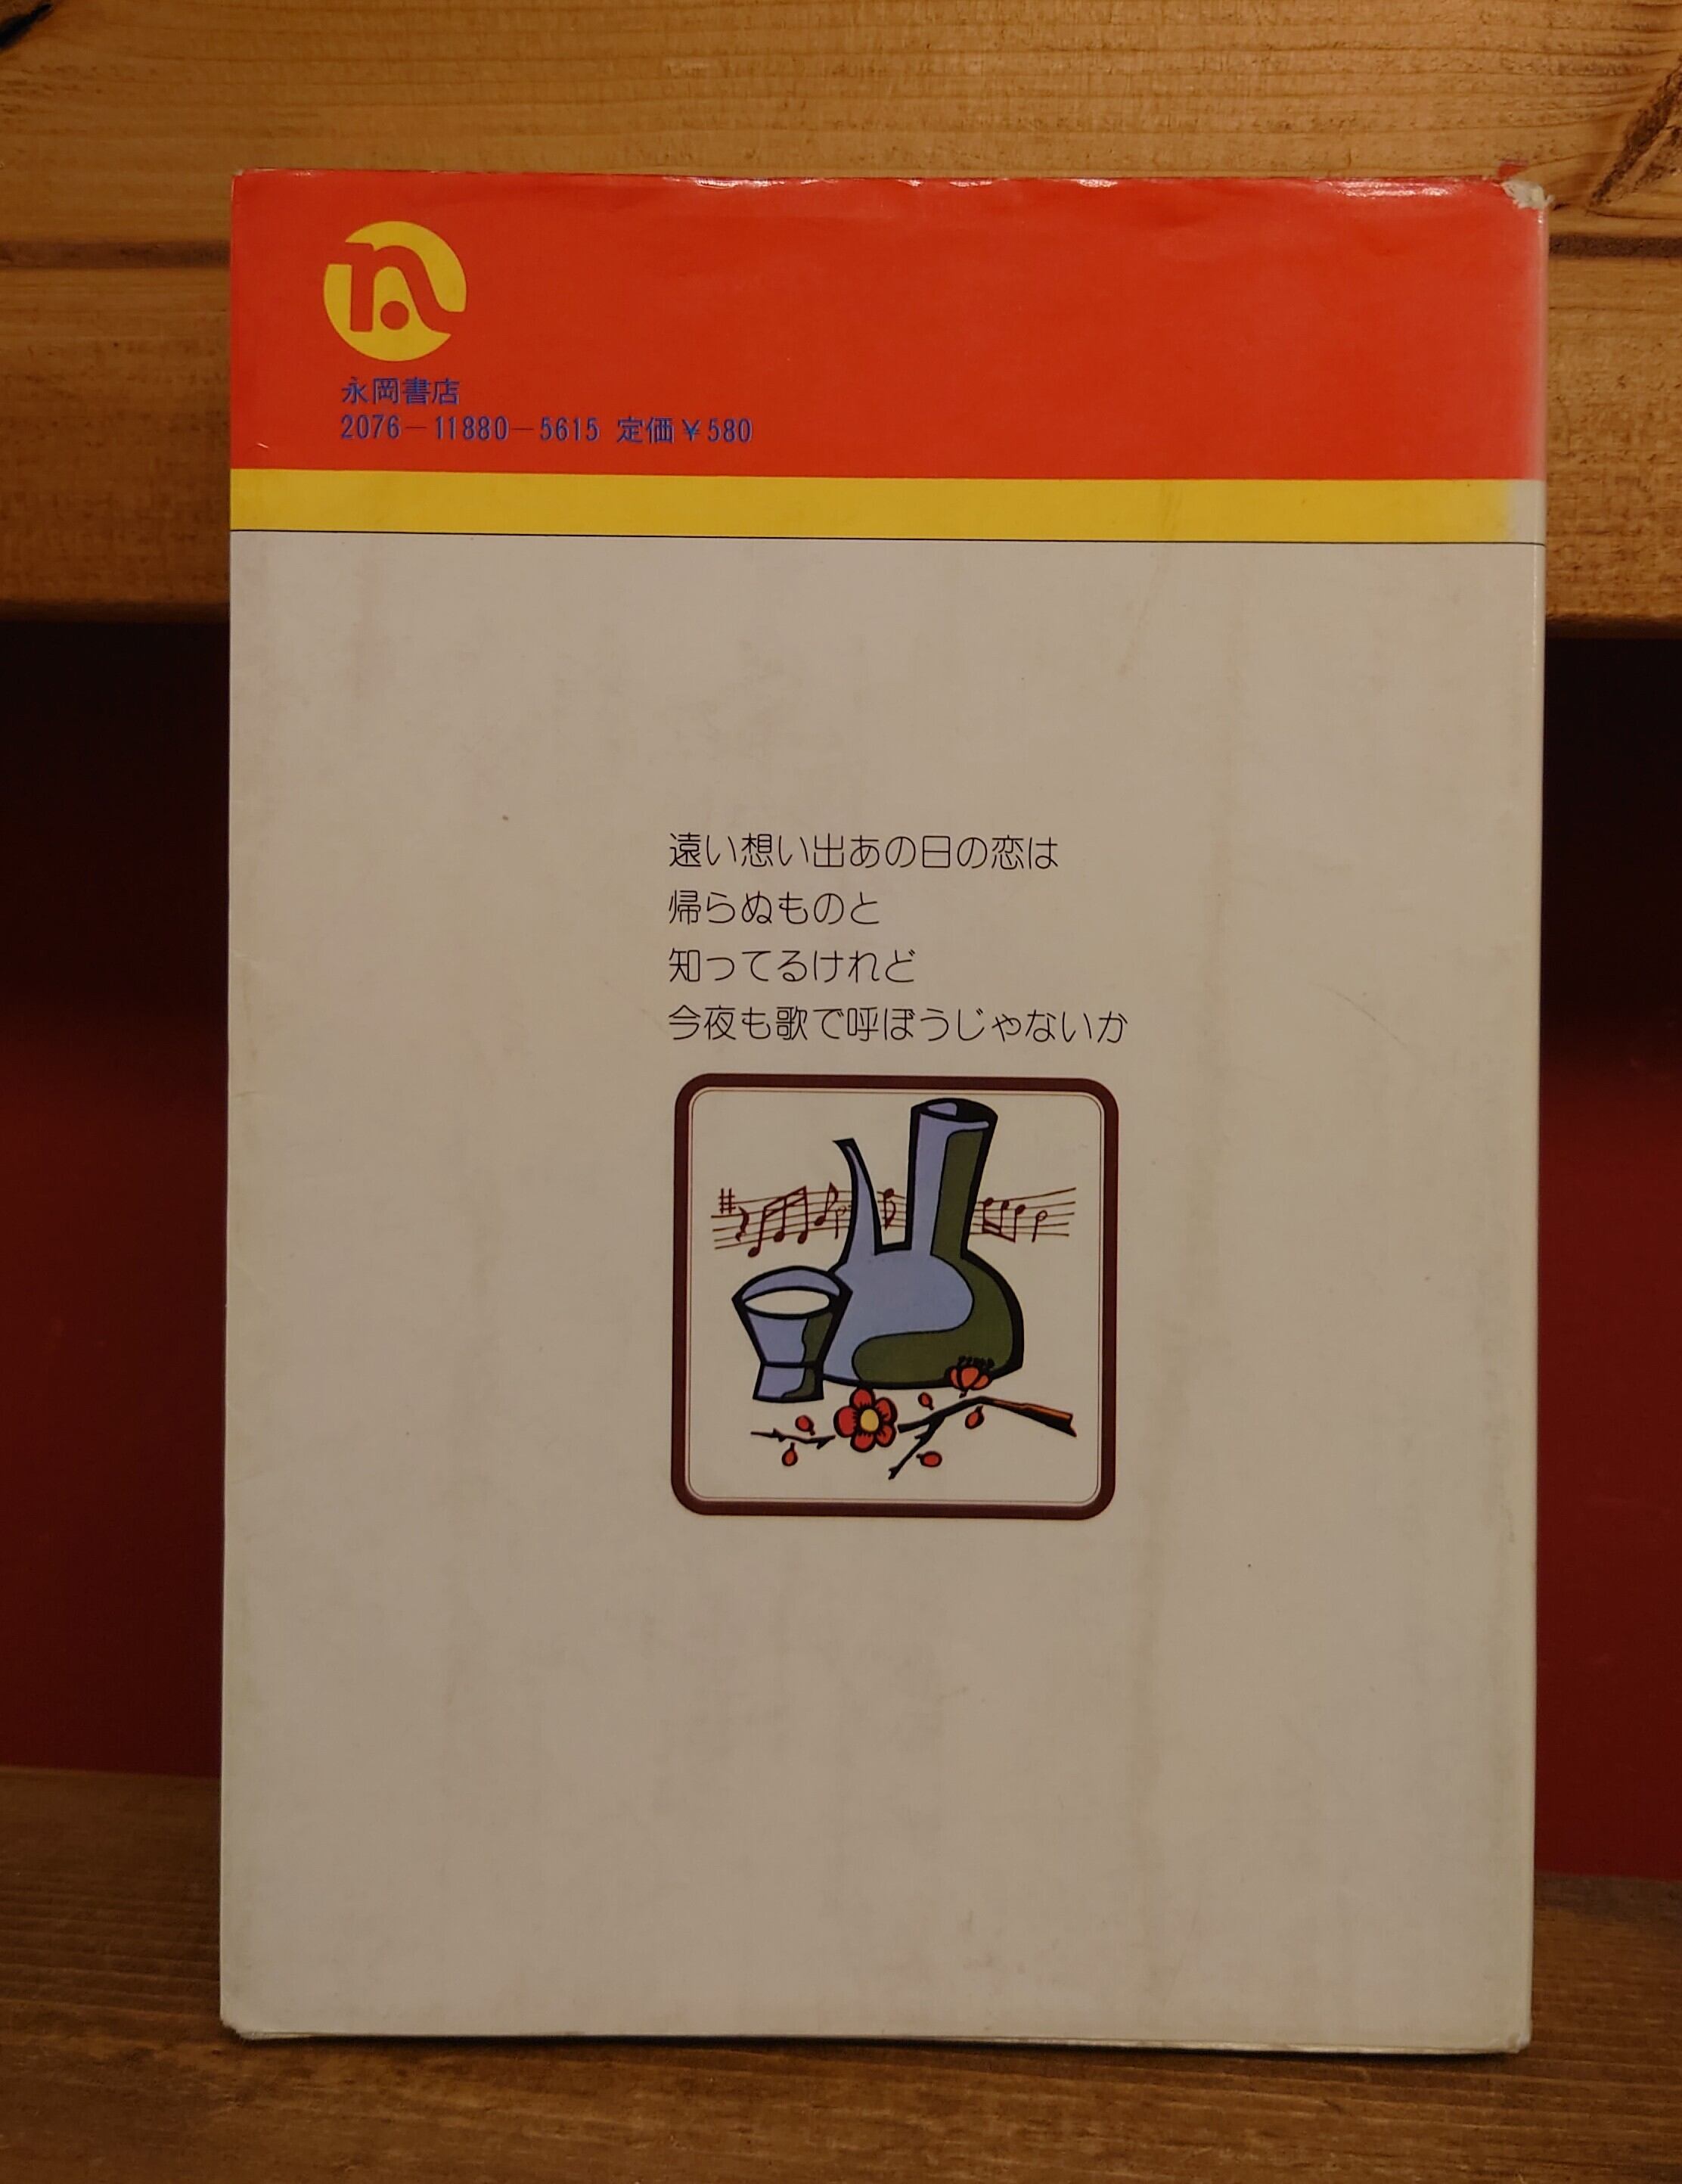 永岡書店
2076-11880-5615 定価￥580
遠い想い出あの日の恋は
帰らぬものと
知ってるけれど
今夜も歌で呼ぼうじゃないか